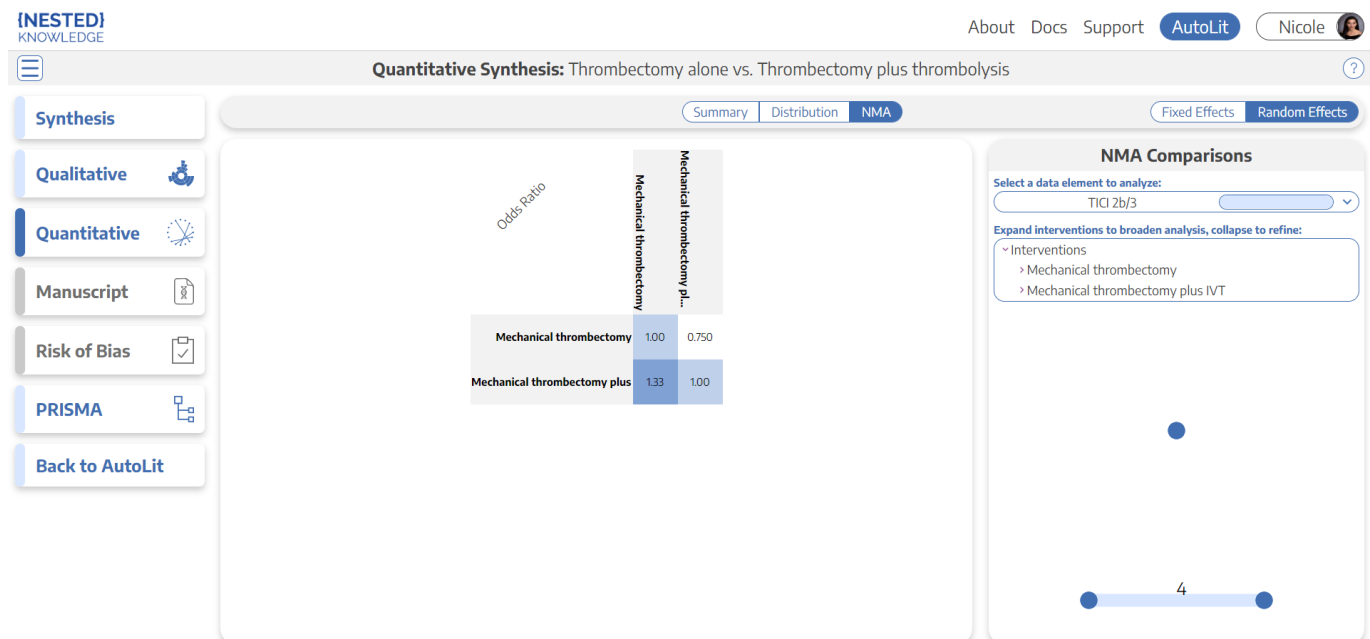 {NESTED}
KNOWLEDGE
About Docs Support AutoLit Nicole
Quantitative Synthesis: Thrombectomy alone vs. Thrombectomy plus thrombolysis ?
Synthesis
Qualitative
Quantitative
Manuscript
Risk of Bias
PRISMA
Back to AutoLit
Summary Distribution NMA
Fixed Effects Random Effects
Odds Ratio
Mechanical thrombectomy
Mechanical thrombectomy pl...
Mechanical thrombectomy 1.00 0.750
Mechanical thrombectomy plus 1.33 1.00
NMA Comparisons
Select a data element to analyze:
TICI 2b/3
Expand interventions to broaden analysis, collapse to refine:
Interventions
Mechanical thrombectomy
Mechanical thrombectomy plus IVT
4